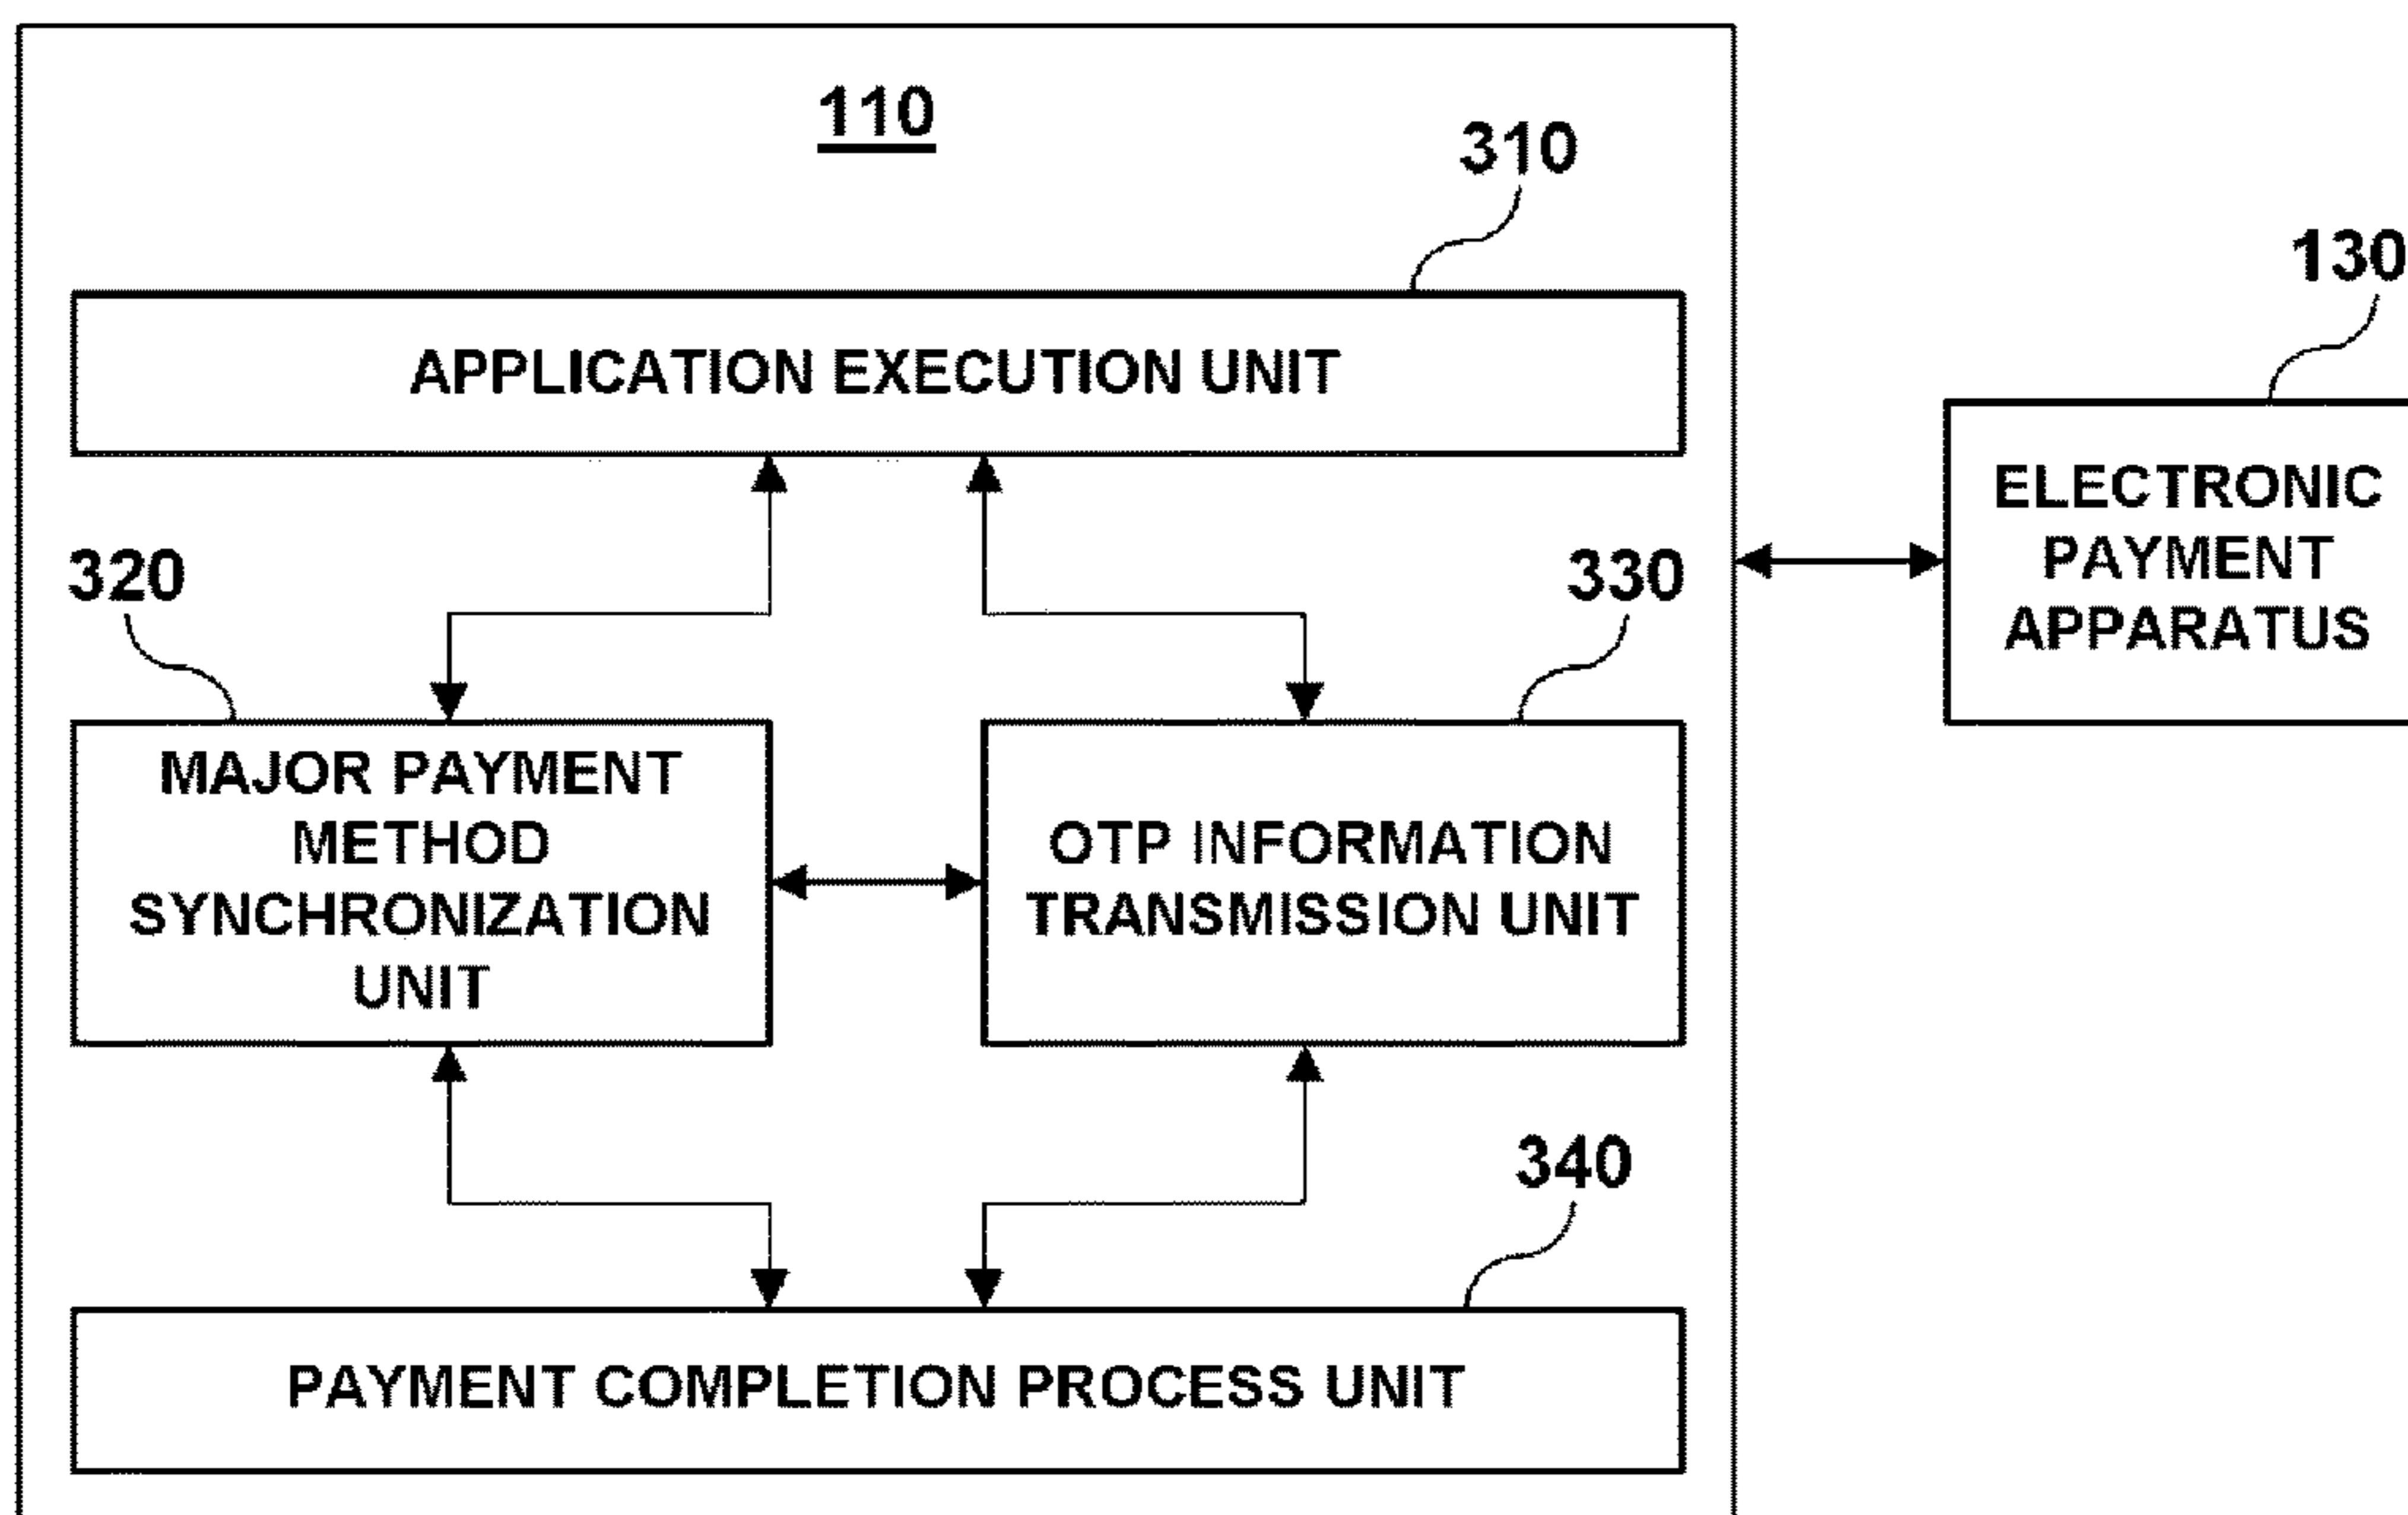 110
310
130
APPLICATION EXECUTION UNIT
ELECTRONIC
PAYMENT
APPARATUS
320
330
MAJOR PAYMENT
METHOD
SYNCHRONIZATION
UNIT
OTP INFORMATION
TRANSMISSION UNIT
340
PAYMENT COMPLETION PROCESS UNIT